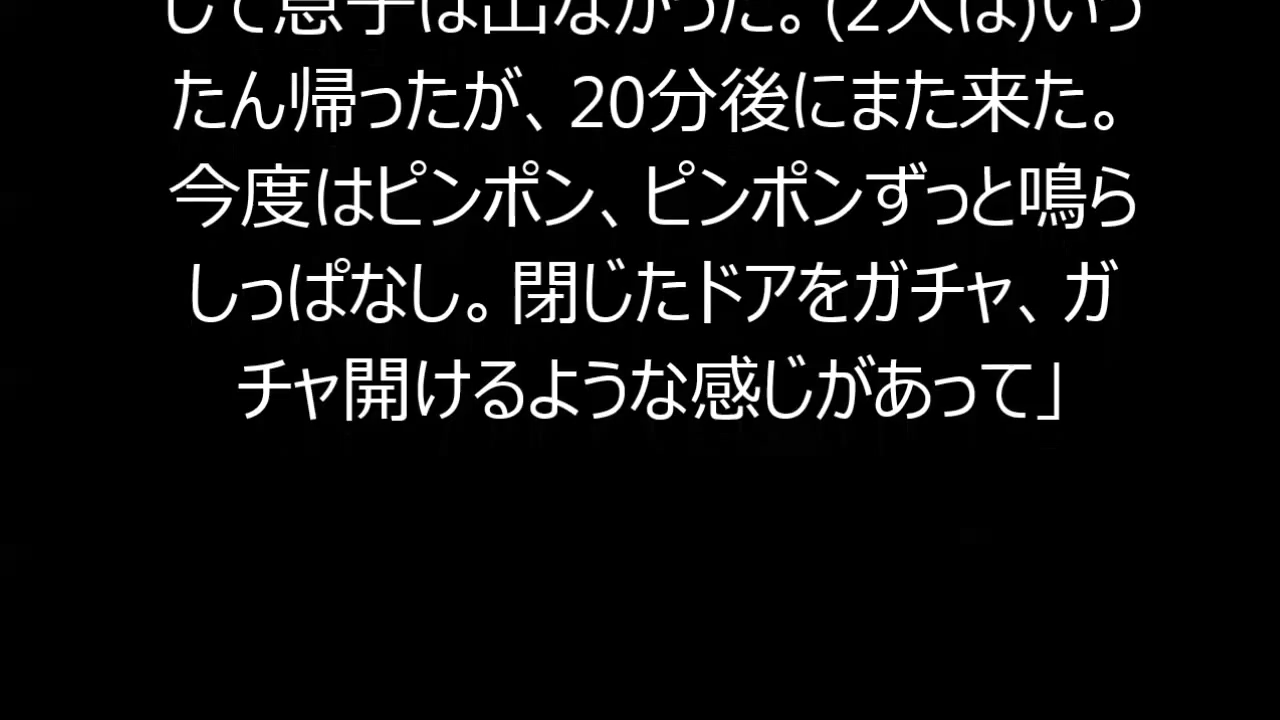 して息子は出なかった。(2人は)いっ
たん帰ったが、20分後にまた来た。
今度はピンポン、ピンポンずっと鳴ら
しっぱなし。閉じたドアをガチャ、ガ
チャ開けるような感じがあって」